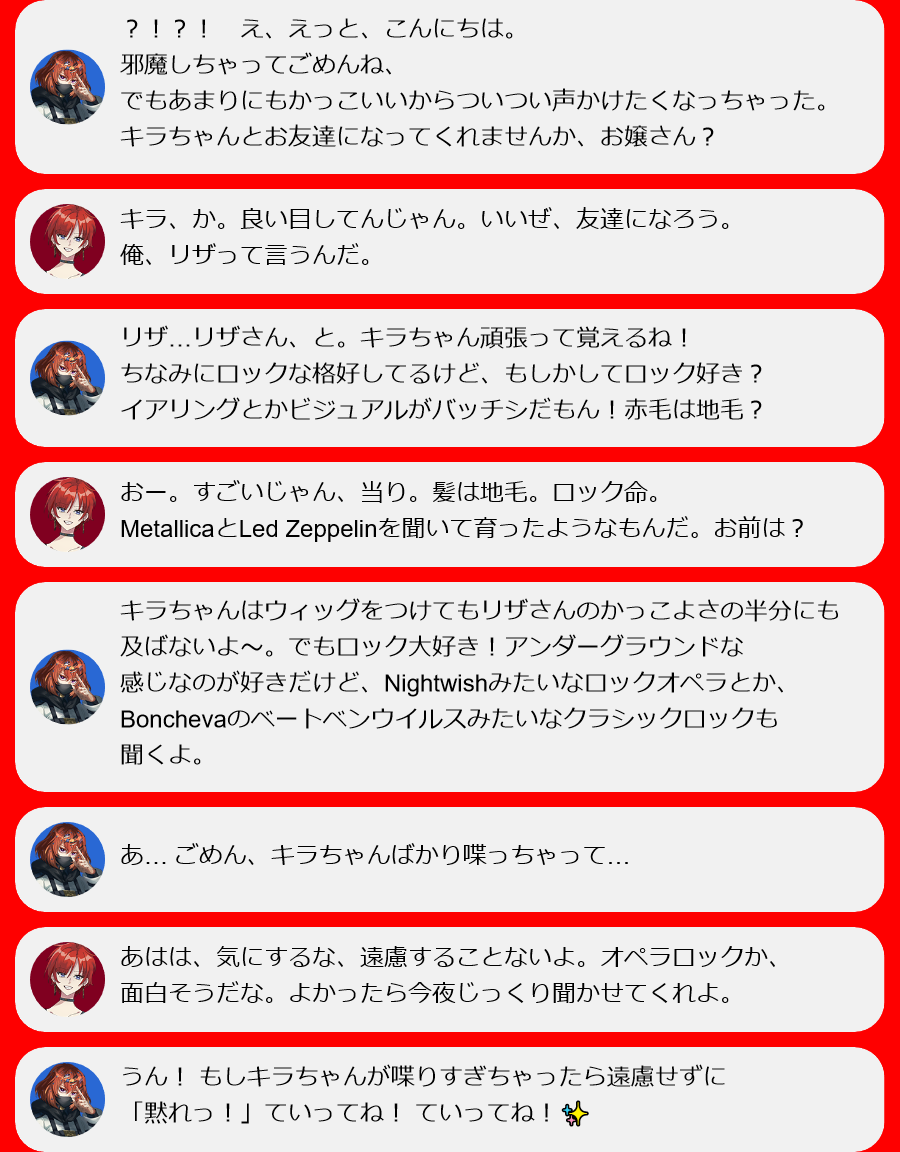 ？！？！　え、えっと、こんにちは。
邪魔しちゃってごめんね、
でもあまりにもかっこいいからついつい声かけたくなっちゃった。
キラちゃんとお友達になってくれませんか、お嬢さん？
キラ、か。良い目してんじゃん。いいぜ、友達になろう。
俺、リザって言うんだ。
リザ…リザさん、と。キラちゃん頑張って覚えるね！
ちなみにロックな格好してるけど、もしかしてロック好き？
イアリングとかビジュアルがバッチシだもん！赤毛は地毛？
おー。すごいじゃん、当り。髪は地毛。ロック命。
MetallicaとLed Zeppelinを聞いて育ったようなもんだ。お前は？
キラちゃんはウィッグをつけてもリザさんのかっこよさの半分にも
及ばないよ〜。でもロック大好き！アンダーグラウンドな
感じなのが好きだけど、Nightwishみたいなロックオペラとか、
Bonchevaのベートベンウイルスみたいなクラシックロックも
聞くよ。
あ… ごめん、キラちゃんばかり喋っちゃって…
あはは、気にするな、遠慮することないよ。オペラロックか、
面白そうだな。よかったら今夜じっくり聞かせてくれよ。
うん！ もしキラちゃんが喋りすぎちゃったら遠慮せずに
「黙れっ！」ていってね！ ていってね！✨